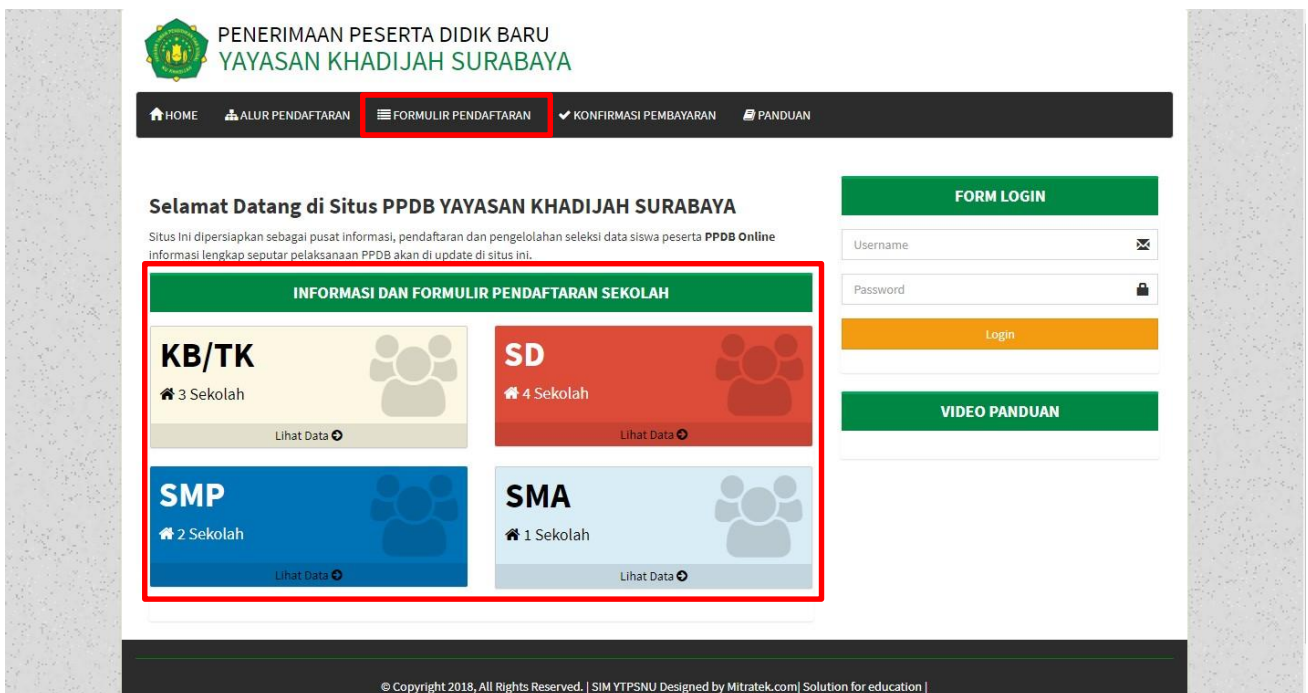 PENERIMAAN PESERTA DIDIK BARU
YAYASAN KHADIJAH SURABAYA
HOME ALUR PENDAFTARAN FORMULIR PENDAFTARAN KONFIRMASI PEMBAYARAN PANDUAN
Selamat Datang di Situs PPDB YAYASAN KHADIJAH SURABAYA
Situs Ini dipersiapkan sebagai pusat informasi, pendaftaran dan pengelolahan seleksi data siswa peserta PPDB Online
informasi lengkap seputar pelaksanaan PPDB akan di update di situs ini.
INFORMASI DAN FORMULIR PENDAFTARAN SEKOLAH
KB/TK
3 Sekolah
Lihat Data
SD
4 Sekolah
Lihat Data
SMP
2 Sekolah
Lihat Data
SMA
1 Sekolah
Lihat Data
FORM LOGIN
Username
Password
Login
VIDEO PANDUAN
© Copyright 2018, All Rights Reserved. | SIM YTPSNU Designed by Mitratek.com| Solution for education |